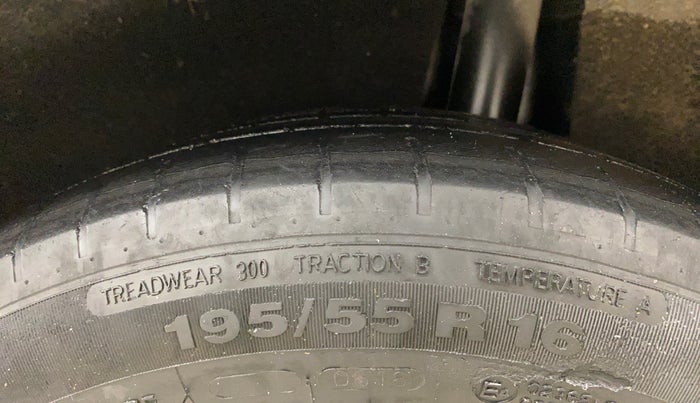 TREADWEAR 300 TRACTION B TEMPERATURE A
195/55 R 16